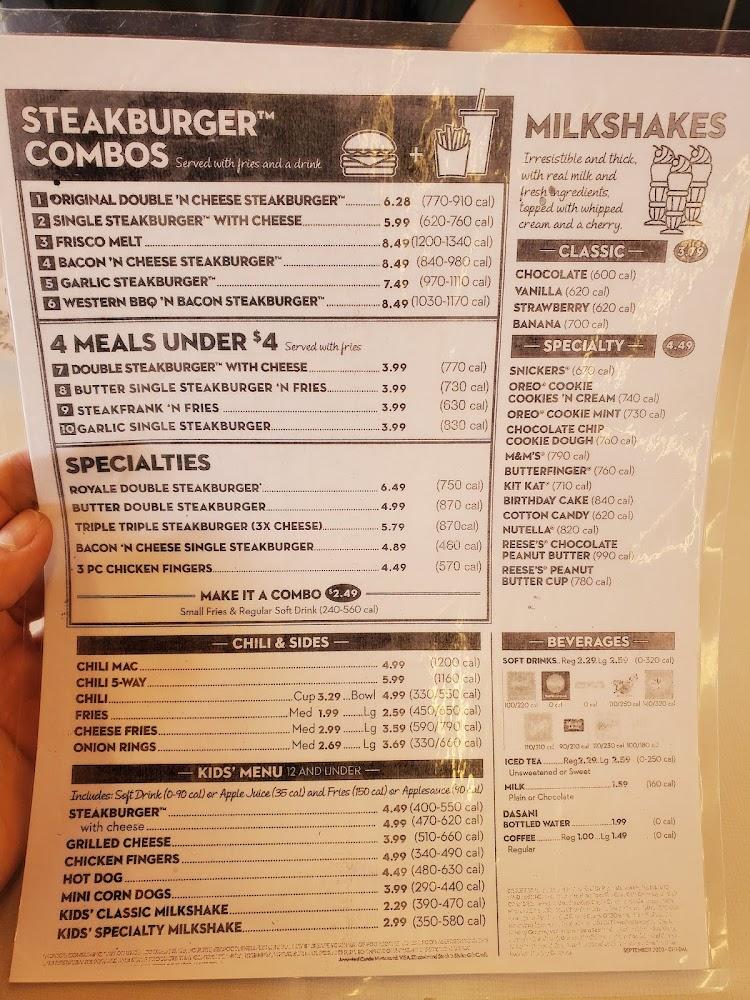 STEAKBURGER™
COMBOS Served with fries and a drink
1 ORIGINAL DOUBLE 'N CHEESE STEAKBURGER™ 6.28 (770-910 cal)
2 SINGLE STEAKBURGER™ WITH CHEESE 5.99 (620-760 cal)
3 FRISCO MELT 8.49 (1200-1340 cal)
4 BACON 'N CHEESE STEAKBURGER™ 8.49 (840-980 cal)
5 GARLIC STEAKBURGER™ 7.49 (970-1110 cal)
6 WESTERN BBQ 'N BACON STEAKBURGER™ 8.49 (1030-1170 cal)
4 MEALS UNDER $4 Served with fries
7 DOUBLE STEAKBURGER™ WITH CHEESE 3.99 (770 cal)
8 BUTTER SINGLE STEAKBURGER 'N FRIES 3.99 (730 cal)
9 STEAKFRANK 'N FRIES 3.99 (630 cal)
10 GARLIC SINGLE STEAKBURGER 3.99 (830 cal)
SPECIALTIES
ROYALE DOUBLE STEAKBURGER 6.49 (750 cal)
BUTTER DOUBLE STEAKBURGER 4.99 (870 cal)
TRIPLE TRIPLE STEAKBURGER (3X CHEESE) 5.79 (870cal)
BACON 'N CHEESE SINGLE STEAKBURGER 4.89 (460 cal)
3 PC CHICKEN FINGERS 4.49 (570 cal)
MAKE IT A COMBO $2.49
Small Fries & Regular Soft Drink (240-560 cal)
CHILI & SIDES
CHILI MAC 4.99 (1200 cal)
CHILI 5-WAY 5.99 (1160 cal)
CHILI Cup 3.29 Bowl 4.99 (330/550 cal)
FRIES Med 1.99 Lg 2.59 (450/650 cal)
CHEESE FRIES Med 2.99 Lg 3.59 (590/790 cal)
ONION RINGS Med 2.69 Lg 3.69 (330/660 cal)
KIDS' MENU 12 AND UNDER
Includes: Soft Drink (0-90 cal) or Apple Juice (35 cal) and Fries (150 cal) or Applesauce (90 cal)
STEAKBURGER™ 4.49 (400-550 cal)
with cheese 4.99 (470-620 cal)
GRILLED CHEESE 3.99 (510-660 cal)
CHICKEN FINGERS 4.99 (340-490 cal)
HOT DOG 4.49 (480-630 cal)
MINI CORN DOGS 3.99 (290-440 cal)
KIDS' CLASSIC MILKSHAKE 2.29 (390-470 cal)
KIDS' SPECIALTY MILKSHAKE 2.99 (350-580 cal)
MILKSHAKES
Irresistible and thick,
with real milk and
fresh ingredients,
topped with whipped
cream and a cherry.
CLASSIC 3.79
CHOCOLATE (600 cal)
VANILLA (620 cal)
STRAWBERRY (620 cal)
BANANA (700 cal)
SPECIALTY 4.49
SNICKERS® (670 cal)
OREO® COOKIE
COOKIES 'N CREAM (740 cal)
OREO® COOKIE MINT (730 cal)
CHOCOLATE CHIP
COOKIE DOUGH (760 cal)
M&M'S® (790 cal)
BUTTERFINGER® (760 cal)
KIT KAT® (710 cal)
BIRTHDAY CAKE (840 cal)
COTTON CANDY (620 cal)
NUTELLA® (820 cal)
REESE'S® CHOCOLATE
PEANUT BUTTER (990 cal)
REESE'S® PEANUT
BUTTER CUP (780 cal)
BEVERAGES
SOFT DRINKS Reg 2.29 Lg 2.59 (0-320 cal)
ICED TEA Reg 2.29 Lg 2.59 (0-250 cal)
Unsweetened or Sweet
MILK 1.59 (160 cal)
Plain or Chocolate
DASANI
BOTTLED WATER 1.99 (0 cal)
COFFEE Reg 1.00 Lg 1.49 (0 cal)
Regular